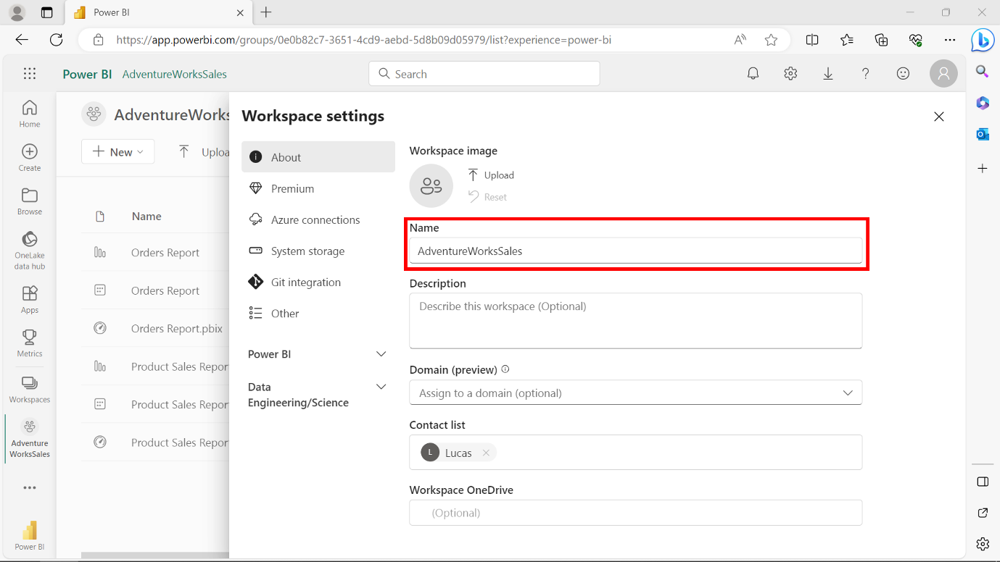 Power BI
https://app.powerbi.com/groups/0e0b82c7-3651-4cd9-aebd-5d8b09d05979/list?experience=power-bi
Power BI AdventureWorksSales
Search
Home
Create
Browse
OneLake
data hub
Apps
Metrics
Workspaces
Adventure
WorksSales
Power BI
AdventureWorks
New
Uploa
Name
Orders Report
Orders Report
Orders Report.pbix
Product Sales Repor
Product Sales Repor
Product Sales Repor
Workspace settings
About
Premium
Azure connections
System storage
Git integration
Other
Power BI
Data
Engineering/Science
Workspace image
Upload
Reset
Name
AdventureWorksSales
Description
Describe this workspace (Optional)
Domain (preview)
Assign to a domain (optional)
Contact list
L Lucas
Workspace OneDrive
(Optional)